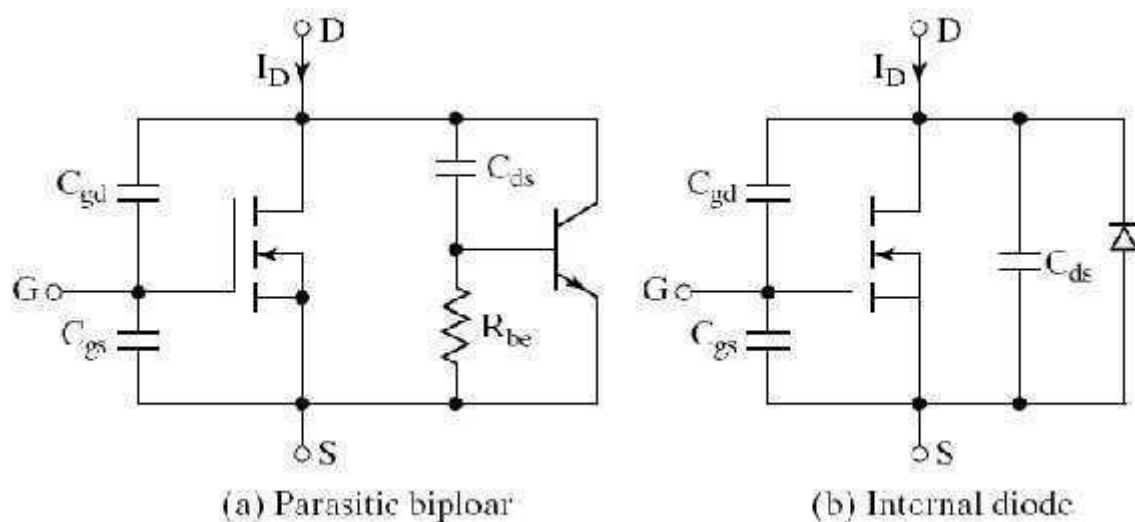 D
I_D
C_gd
C_ds
G
C_gs
R_be
S
(a) Parasitic biploar
D
I_D
C_gd
C_ds
G
C_gs
S
(b) Internal diode